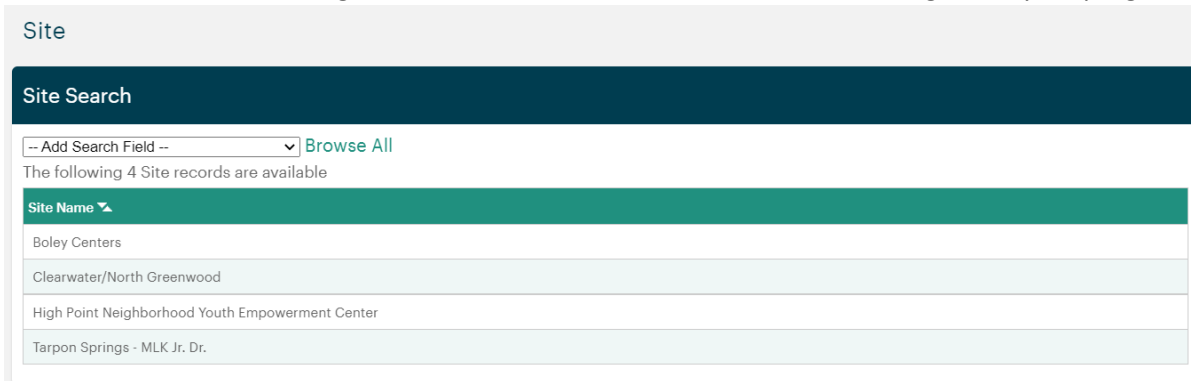 Site
Site Search
-- Add Search Field -- Browse All
The following 4 Site records are available
Site Name
Boley Centers
Clearwater/North Greenwood
High Point Neighborhood Youth Empowerment Center
Tarpon Springs - MLK Jr. Dr.